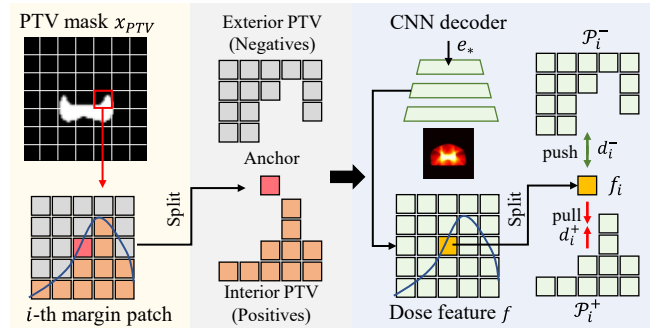 PTV mask x_PTV
i-th margin patch
Split
Exterior PTV
(Negatives)
Anchor
Interior PTV
(Positives)
CNN decoder
e_*
Dose feature f
Split
P_i^-
push
d_i^-
f_i
pull
d_i^+
P_i^+